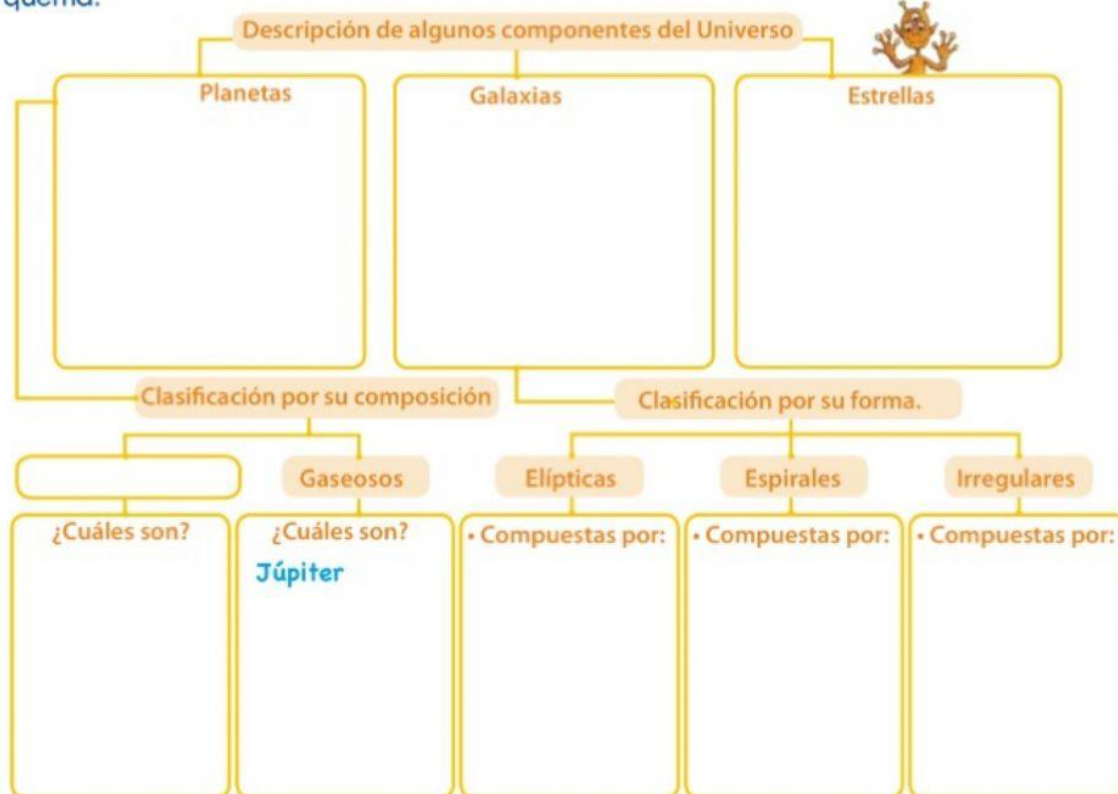 quema.
Descripción de algunos componentes del Universo
Planetas
Galaxias
Estrellas
Clasificación por su composición
Clasificación por su forma.
Gaseosos
Elípticas
Espirales
Irregulares
¿Cuáles son?
¿Cuáles son?
• Compuestas por:
• Compuestas por:
• Compuestas por:
Júpiter